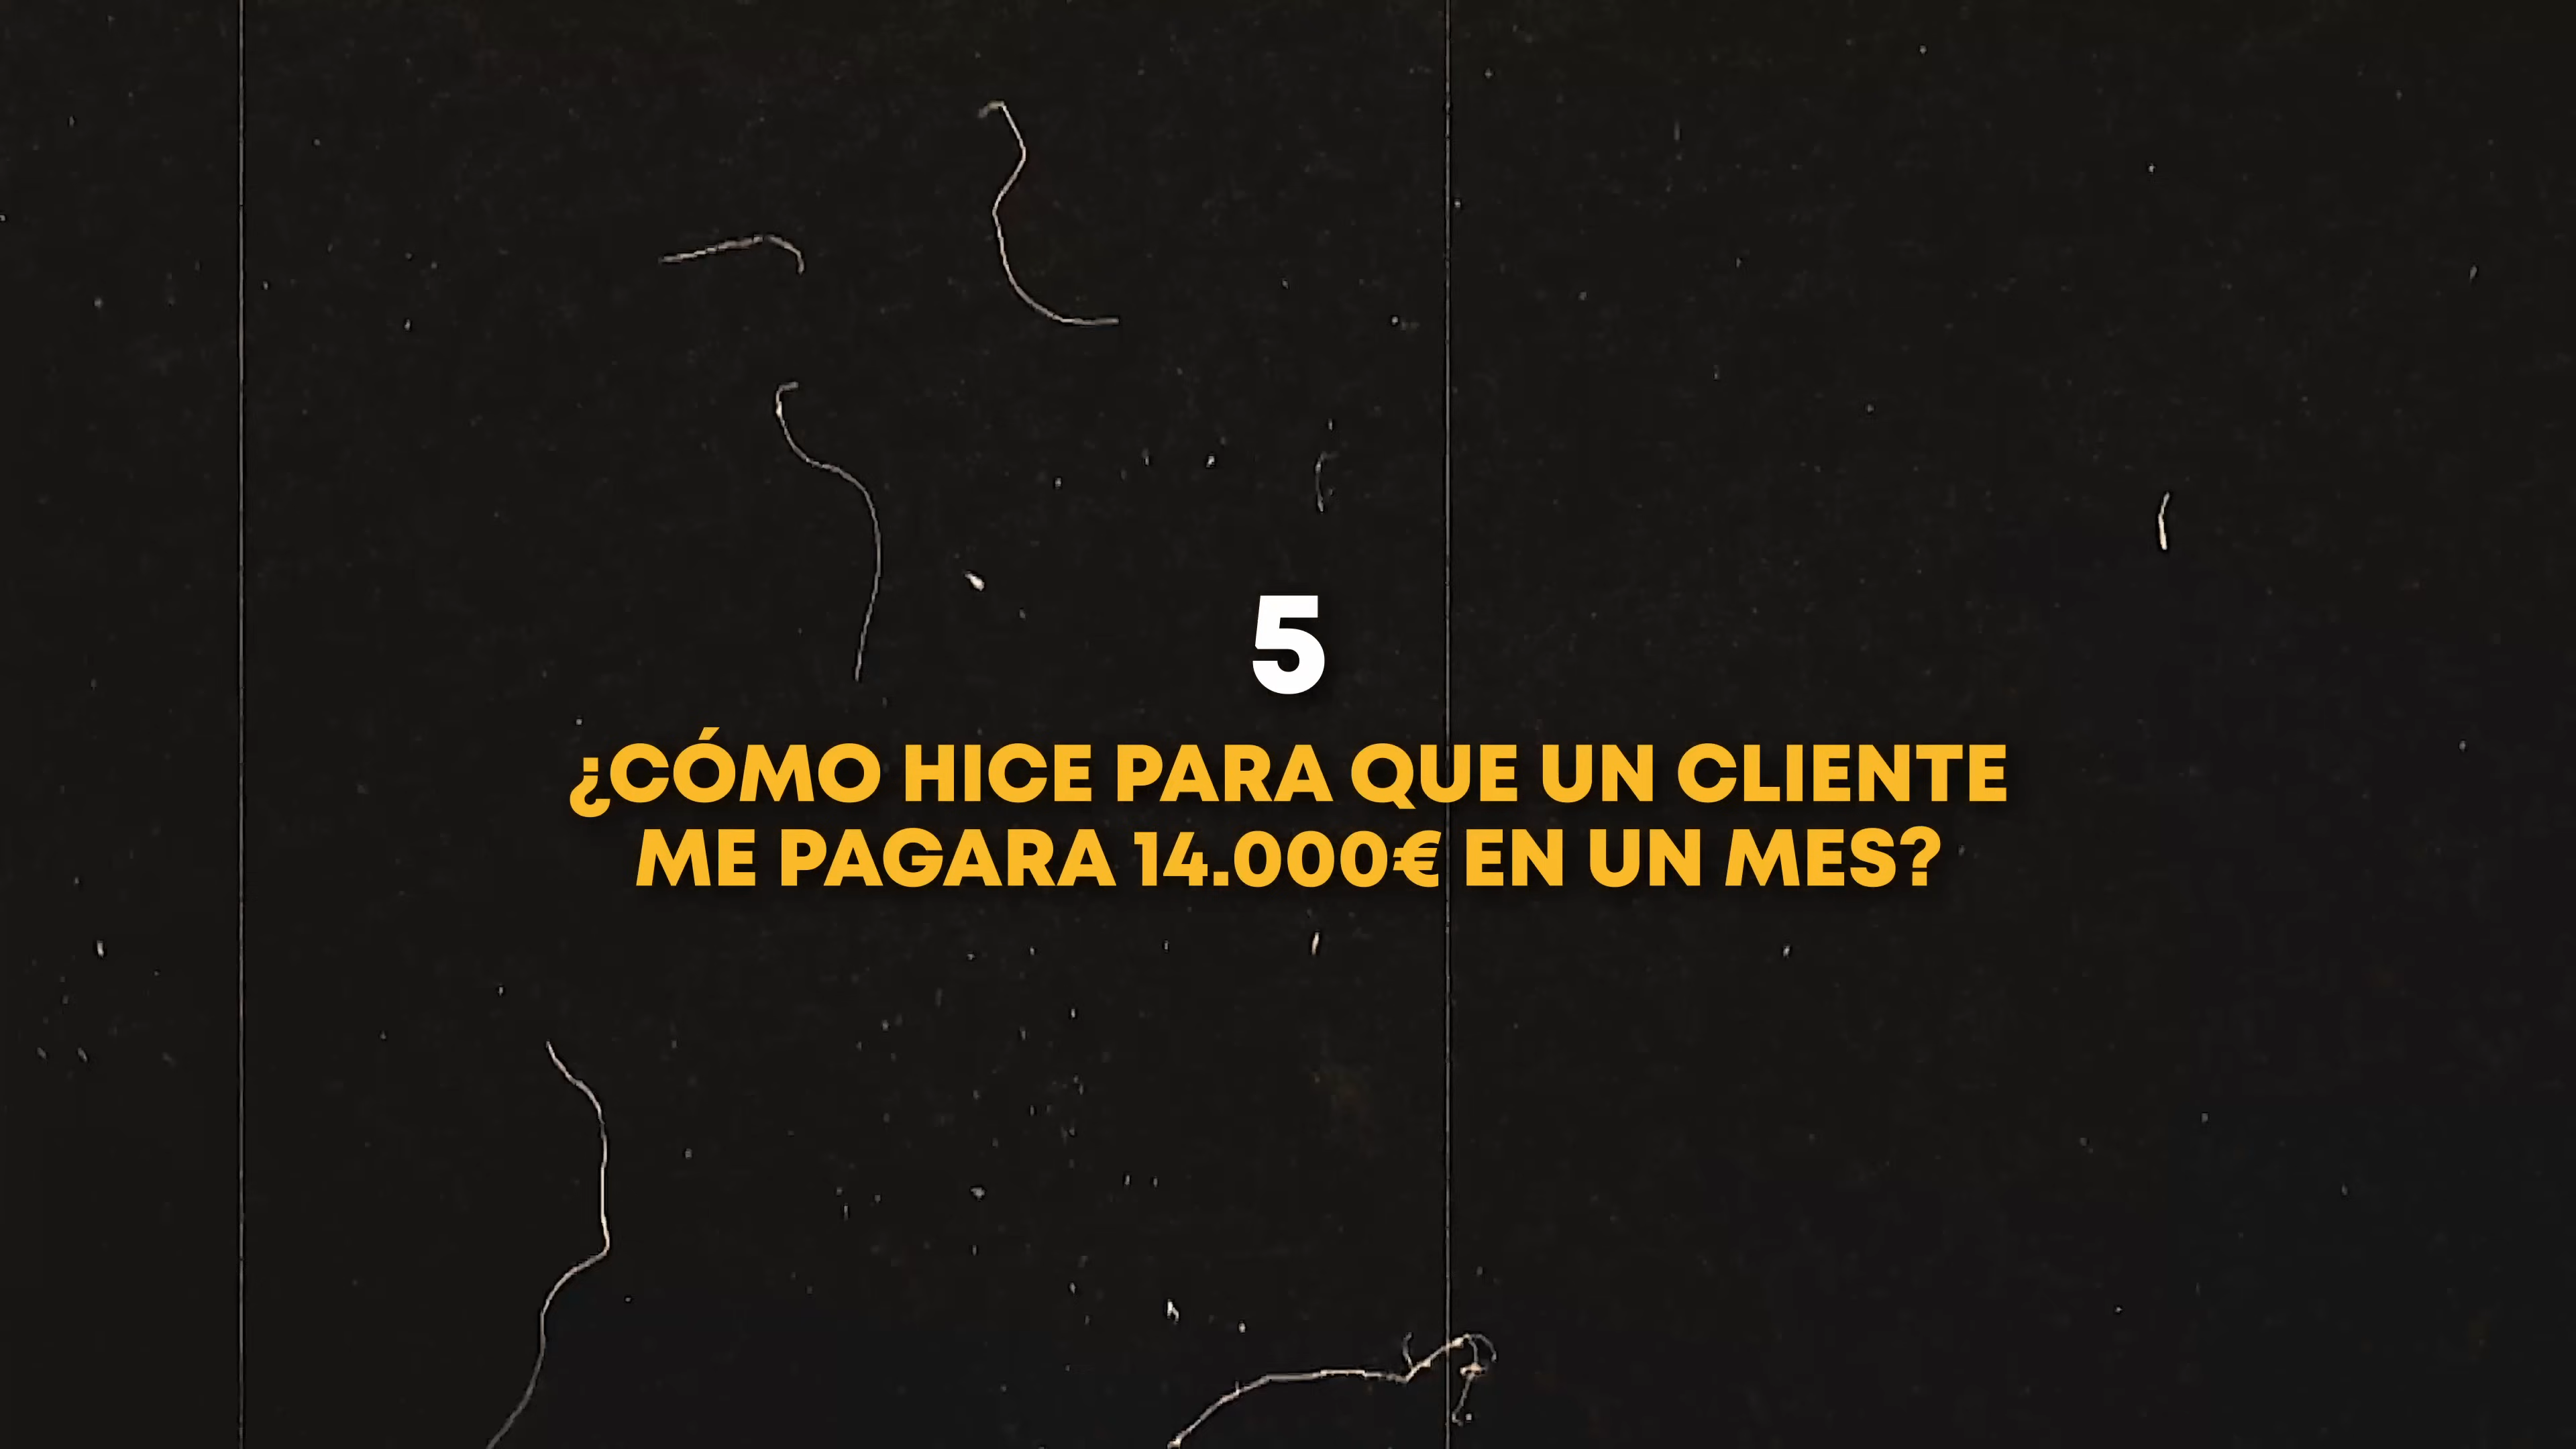 5
¿CÓMO HICE PARA QUE UN CLIENTE
ME PAGARA 14.000€ EN UN MES?